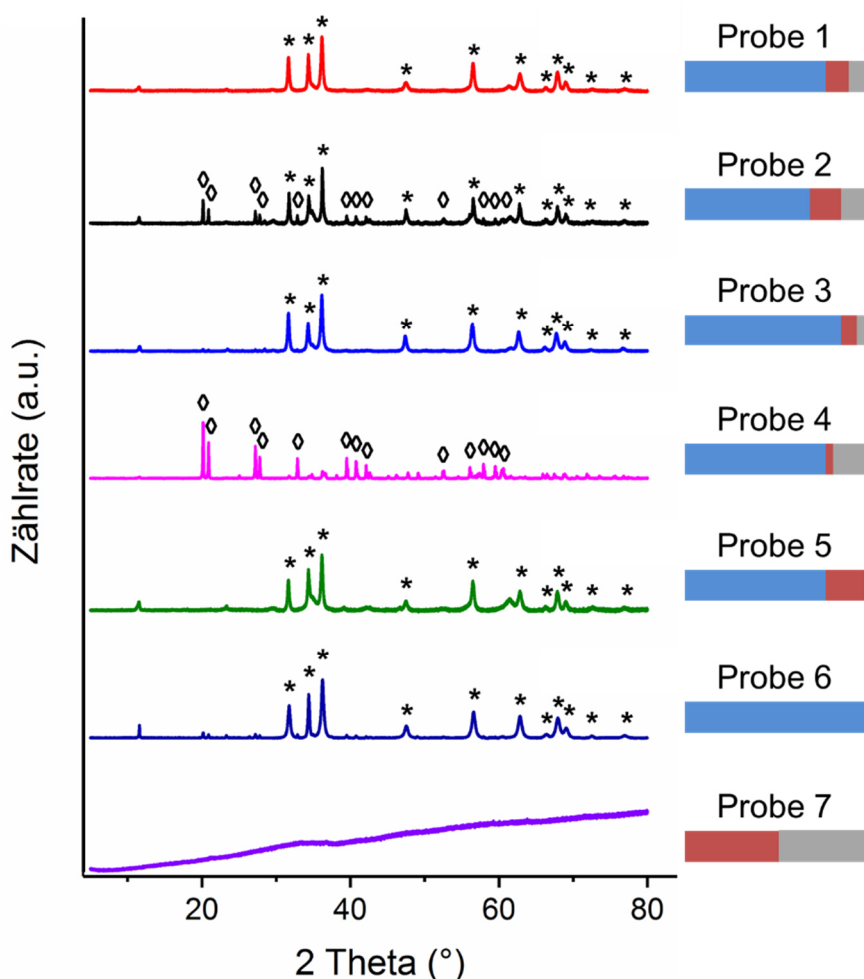 Zählrate (a.u.)
Probe 1
Probe 2
Probe 3
Probe 4
Probe 5
Probe 6
Probe 7
20
40
60
80
2 Theta (°)